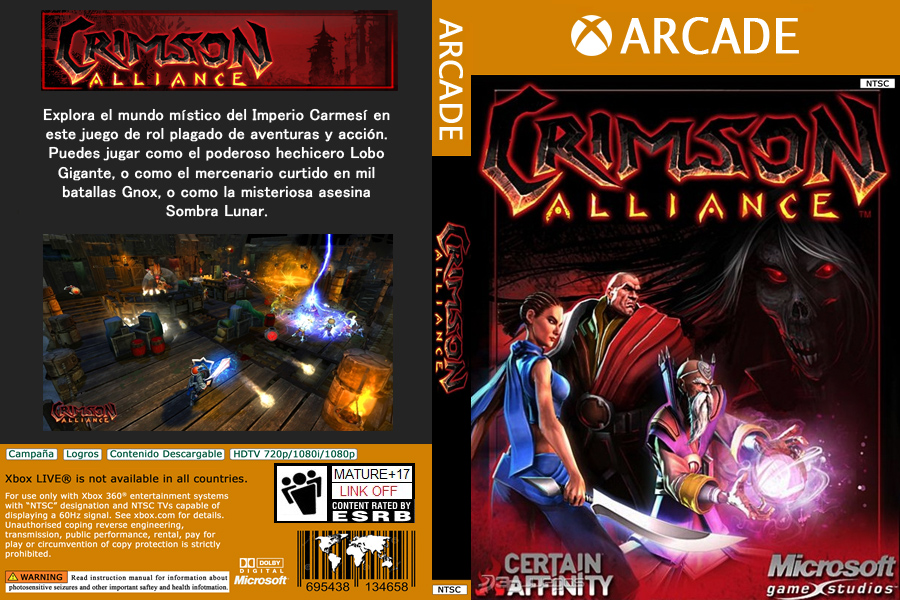 CRIMSON
ALLIANCE
Explora el mundo místico del Imperio Carmesí en
este juego de rol plagado de aventuras y acción.
Puedes jugar como el poderoso hechicero Lobo
Gigante, o como el mercenario curtido en mil
batallas Gnox, o como la misteriosa asesina
Sombra Lunar.
CRIMSON
ALLIANCE
Campaña Logros Contenido Descargable HDTV 720p/1080i/1080p
Xbox LIVE® is not available in all countries.
For use only with Xbox 360® entertainment systems
with “NTSC” designation and NTSC TVs capable of
displaying a 60Hz signal. See xbox.com for details.
Unauthorised coping reverse engineering,
transmission, public performance, rental, pay for
play or circumvention of copy protection is strictly
prohibited.
WARNING Read instruction manual for information about
photosensitive seizures and other important saftey and health infotmation.
DOLBY
DIGITAL
Microsoft
MATURE+17
LINK OFF
CONTENT RATED BY
ESRB
695438 134658
ARCADE
CRIMSON
ALLIANCE
NTSC
ARCADE
NTSC
CRIMSON
ALLIANCE™
CERTAIN
AFFINITY
Microsoft
game studios